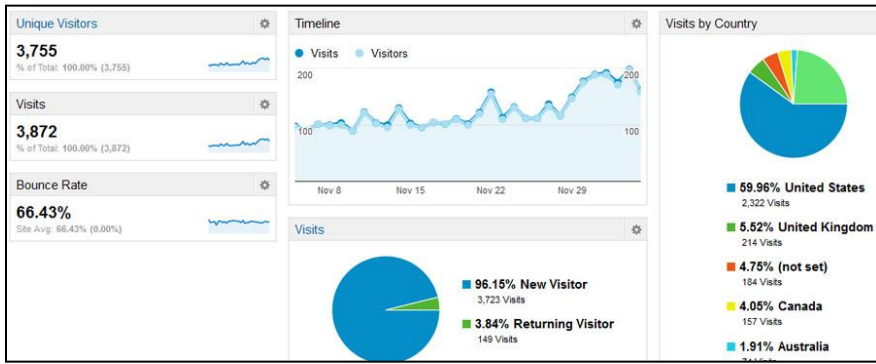 Unique Visitors
3,755
% of Total: 100.00% (3,755)
Visits
3,872
% of Total: 100.00% (3,872)
Bounce Rate
66.43%
Site Avg: 66.43% (0.00%)
Timeline
Visits Visitors
200 200
100 100
Nov 8 Nov 15 Nov 22 Nov 29
Visits
96.15% New Visitor
3,723 Visits
3.84% Returning Visitor
149 Visits
Visits by Country
59.96% United States
2,322 Visits
5.52% United Kingdom
214 Visits
4.75% (not set)
184 Visits
4.05% Canada
157 Visits
1.91% Australia
74 Visits